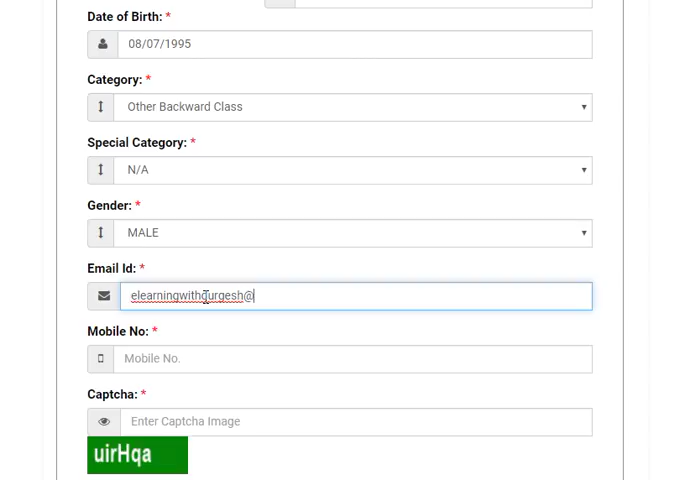 Date of Birth: *
08/07/1995
Category: *
Other Backward Class
Special Category: *
N/A
Gender: *
MALE
Email Id: *
elearningwithdurgesh@
Mobile No: *
Mobile No.
Captcha: *
Enter Captcha Image
uirHqa